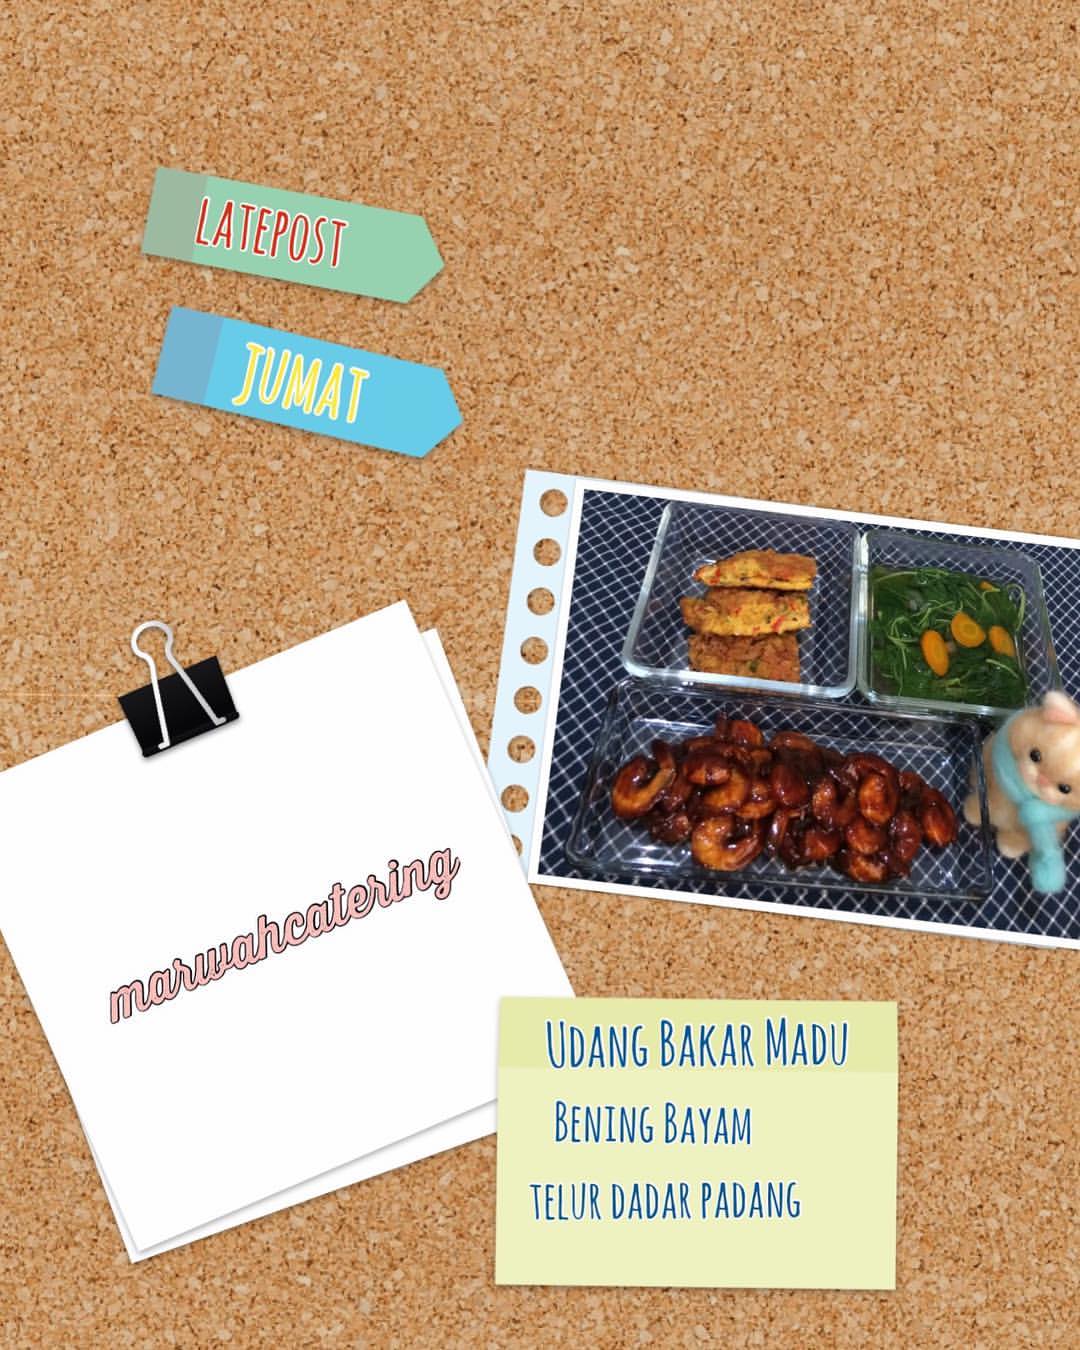 LATEPOST
JUMAT
marwahcatering
Udang Bakar Madu
Bening Bayam
telur dadar padang